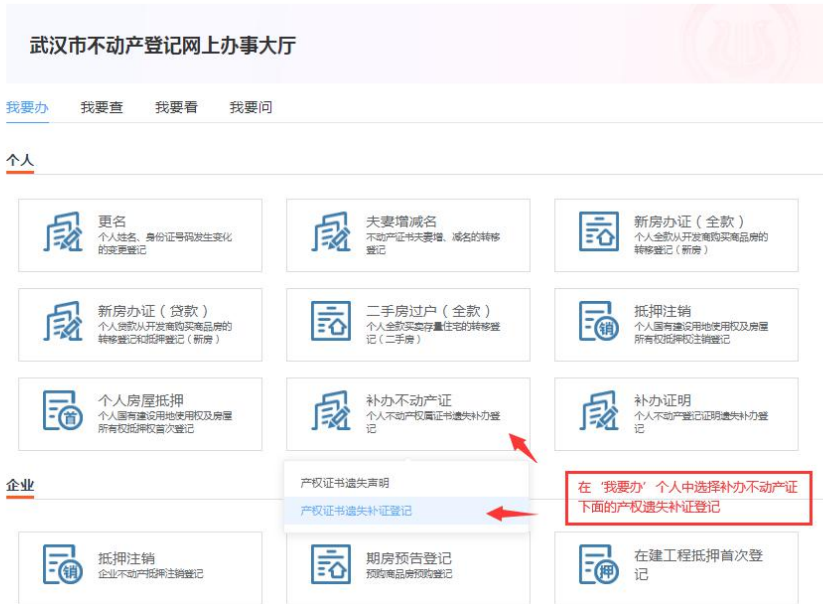 武汉市不动产登记网上办事大厅
我要办 我要查 我要看 我要问
个人
更名
个人姓名、身份证号码发生变化
的变更登记
夫妻增减名
不动产证书夫妻增、减名的转移
登记
新房办证（全款）
个人全款从开发商购买商品房的
转移登记（新房）
新房办证（贷款）
个人贷款从开发商购买商品房的
转移登记和抵押登记（新房）
二手房过户（全款）
个人全款买卖存量住宅的转移登
记（二手房）
销
抵押注销
个人国有建设用地使用权及房屋
所有权抵押权注销登记
首
个人房屋抵押
个人国有建设用地使用权及房屋
所有权抵押权首次登记
补办不动产证
个人不动产权属证书遗失补办登
记
补办证明
个人不动产登记证明遗失补办登
记
产权证书遗失声明
产权证书遗失补证登记
在‘我要办’个人中选择补办不动产证
下面的产权遗失补证登记
企业
销
抵押注销
企业不动产抵押注销登记
期房预告登记
预购商品房预购登记
押
在建工程抵押首次登
记